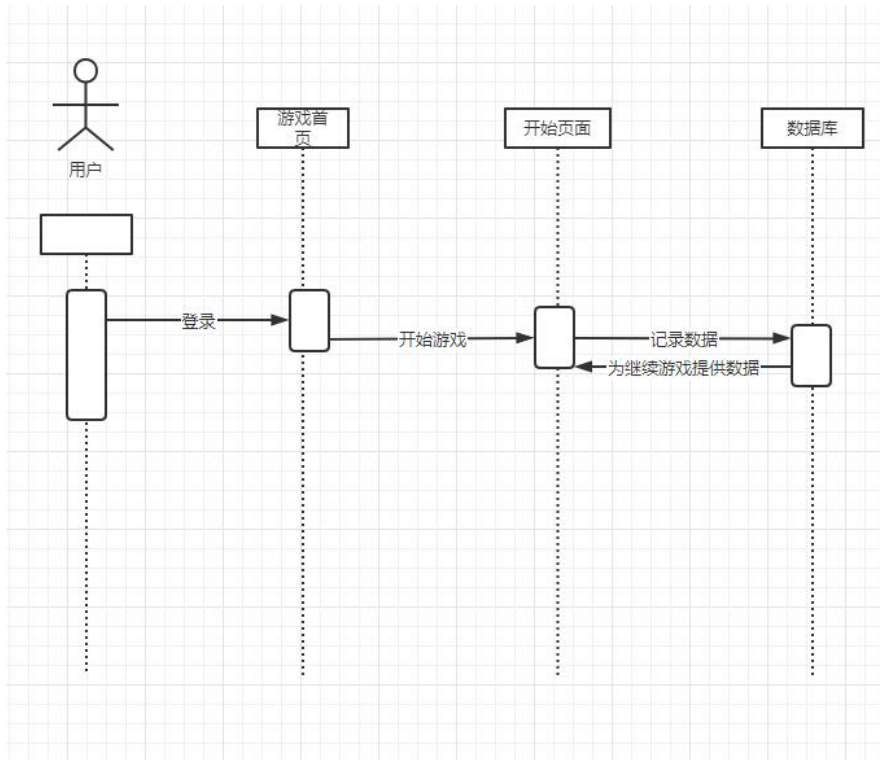 游戏首
页
开始页面
数据库
用户
登录
开始游戏
记录数据
为继续游戏提供数据